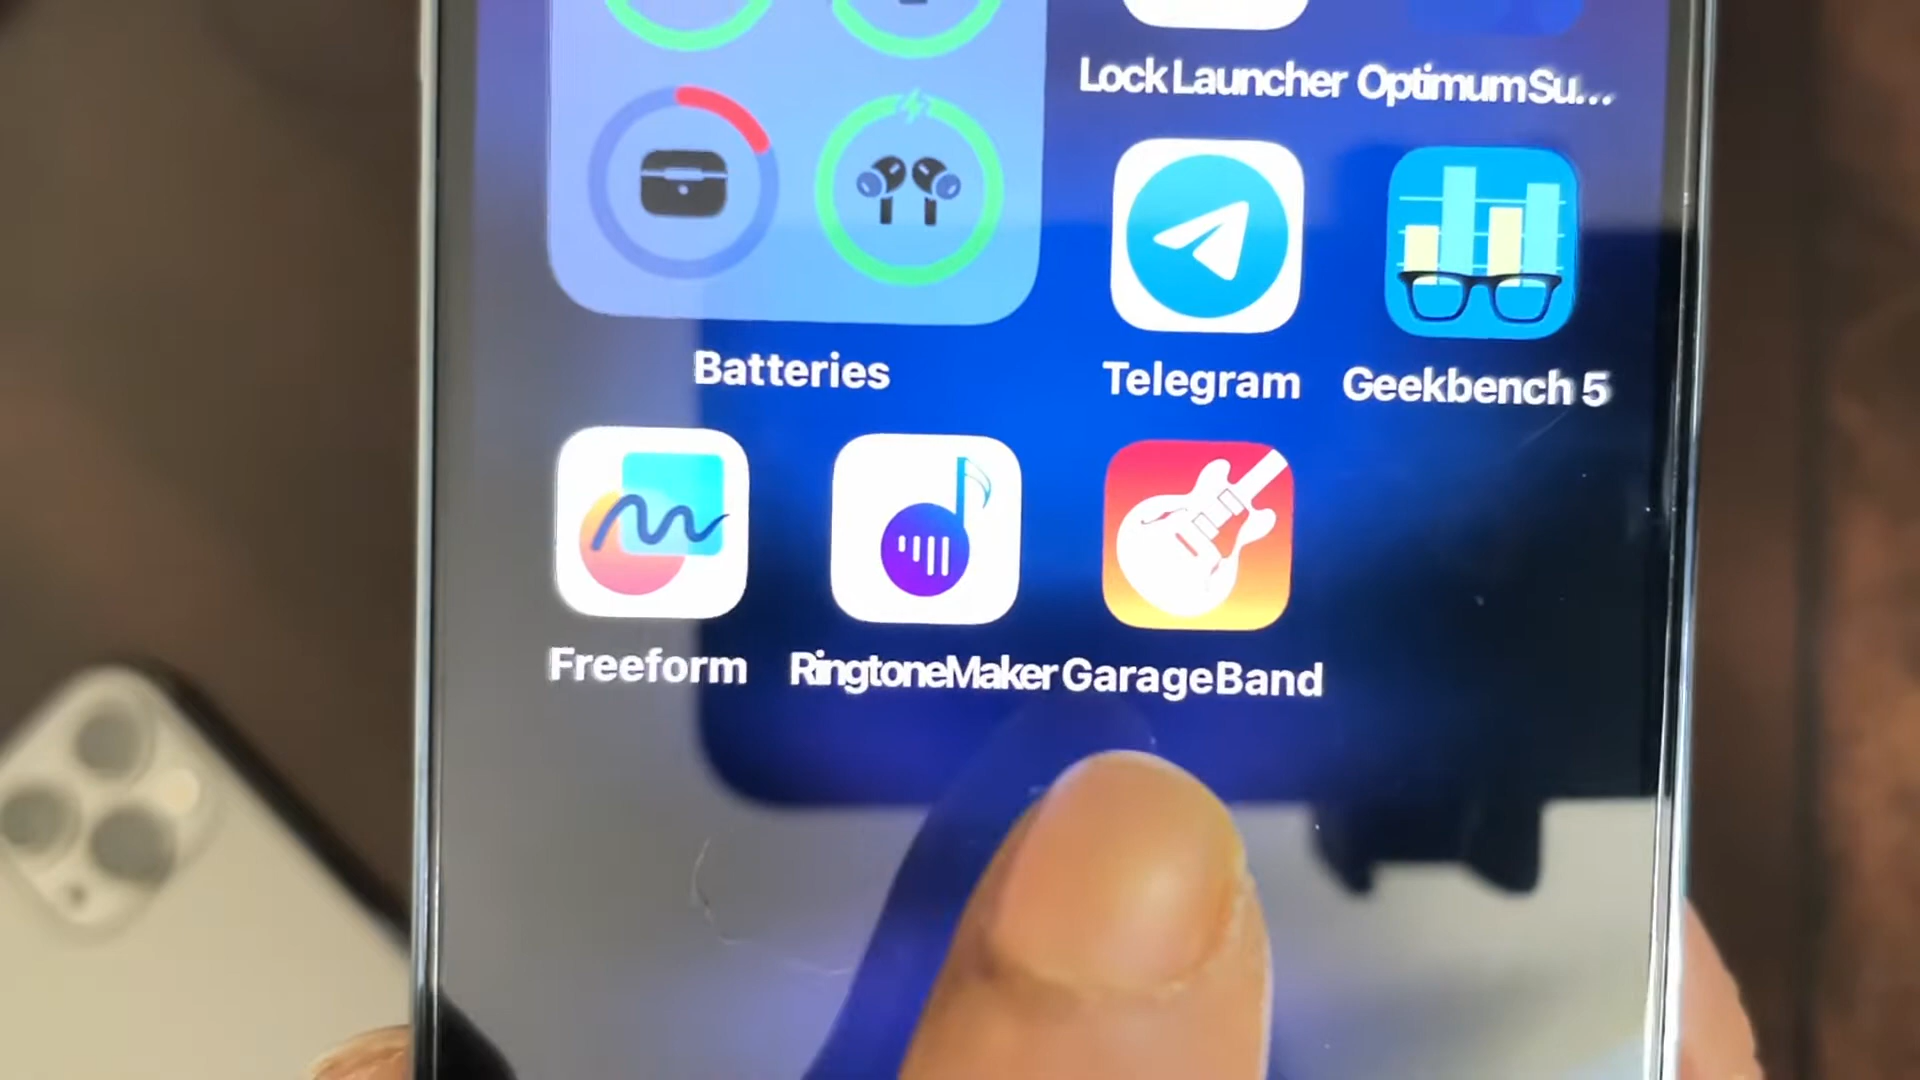 Lock Launcher
OptimumSu...
Batteries
Telegram
Geekbench 5
Freeform
RingtoneMaker
GarageBand